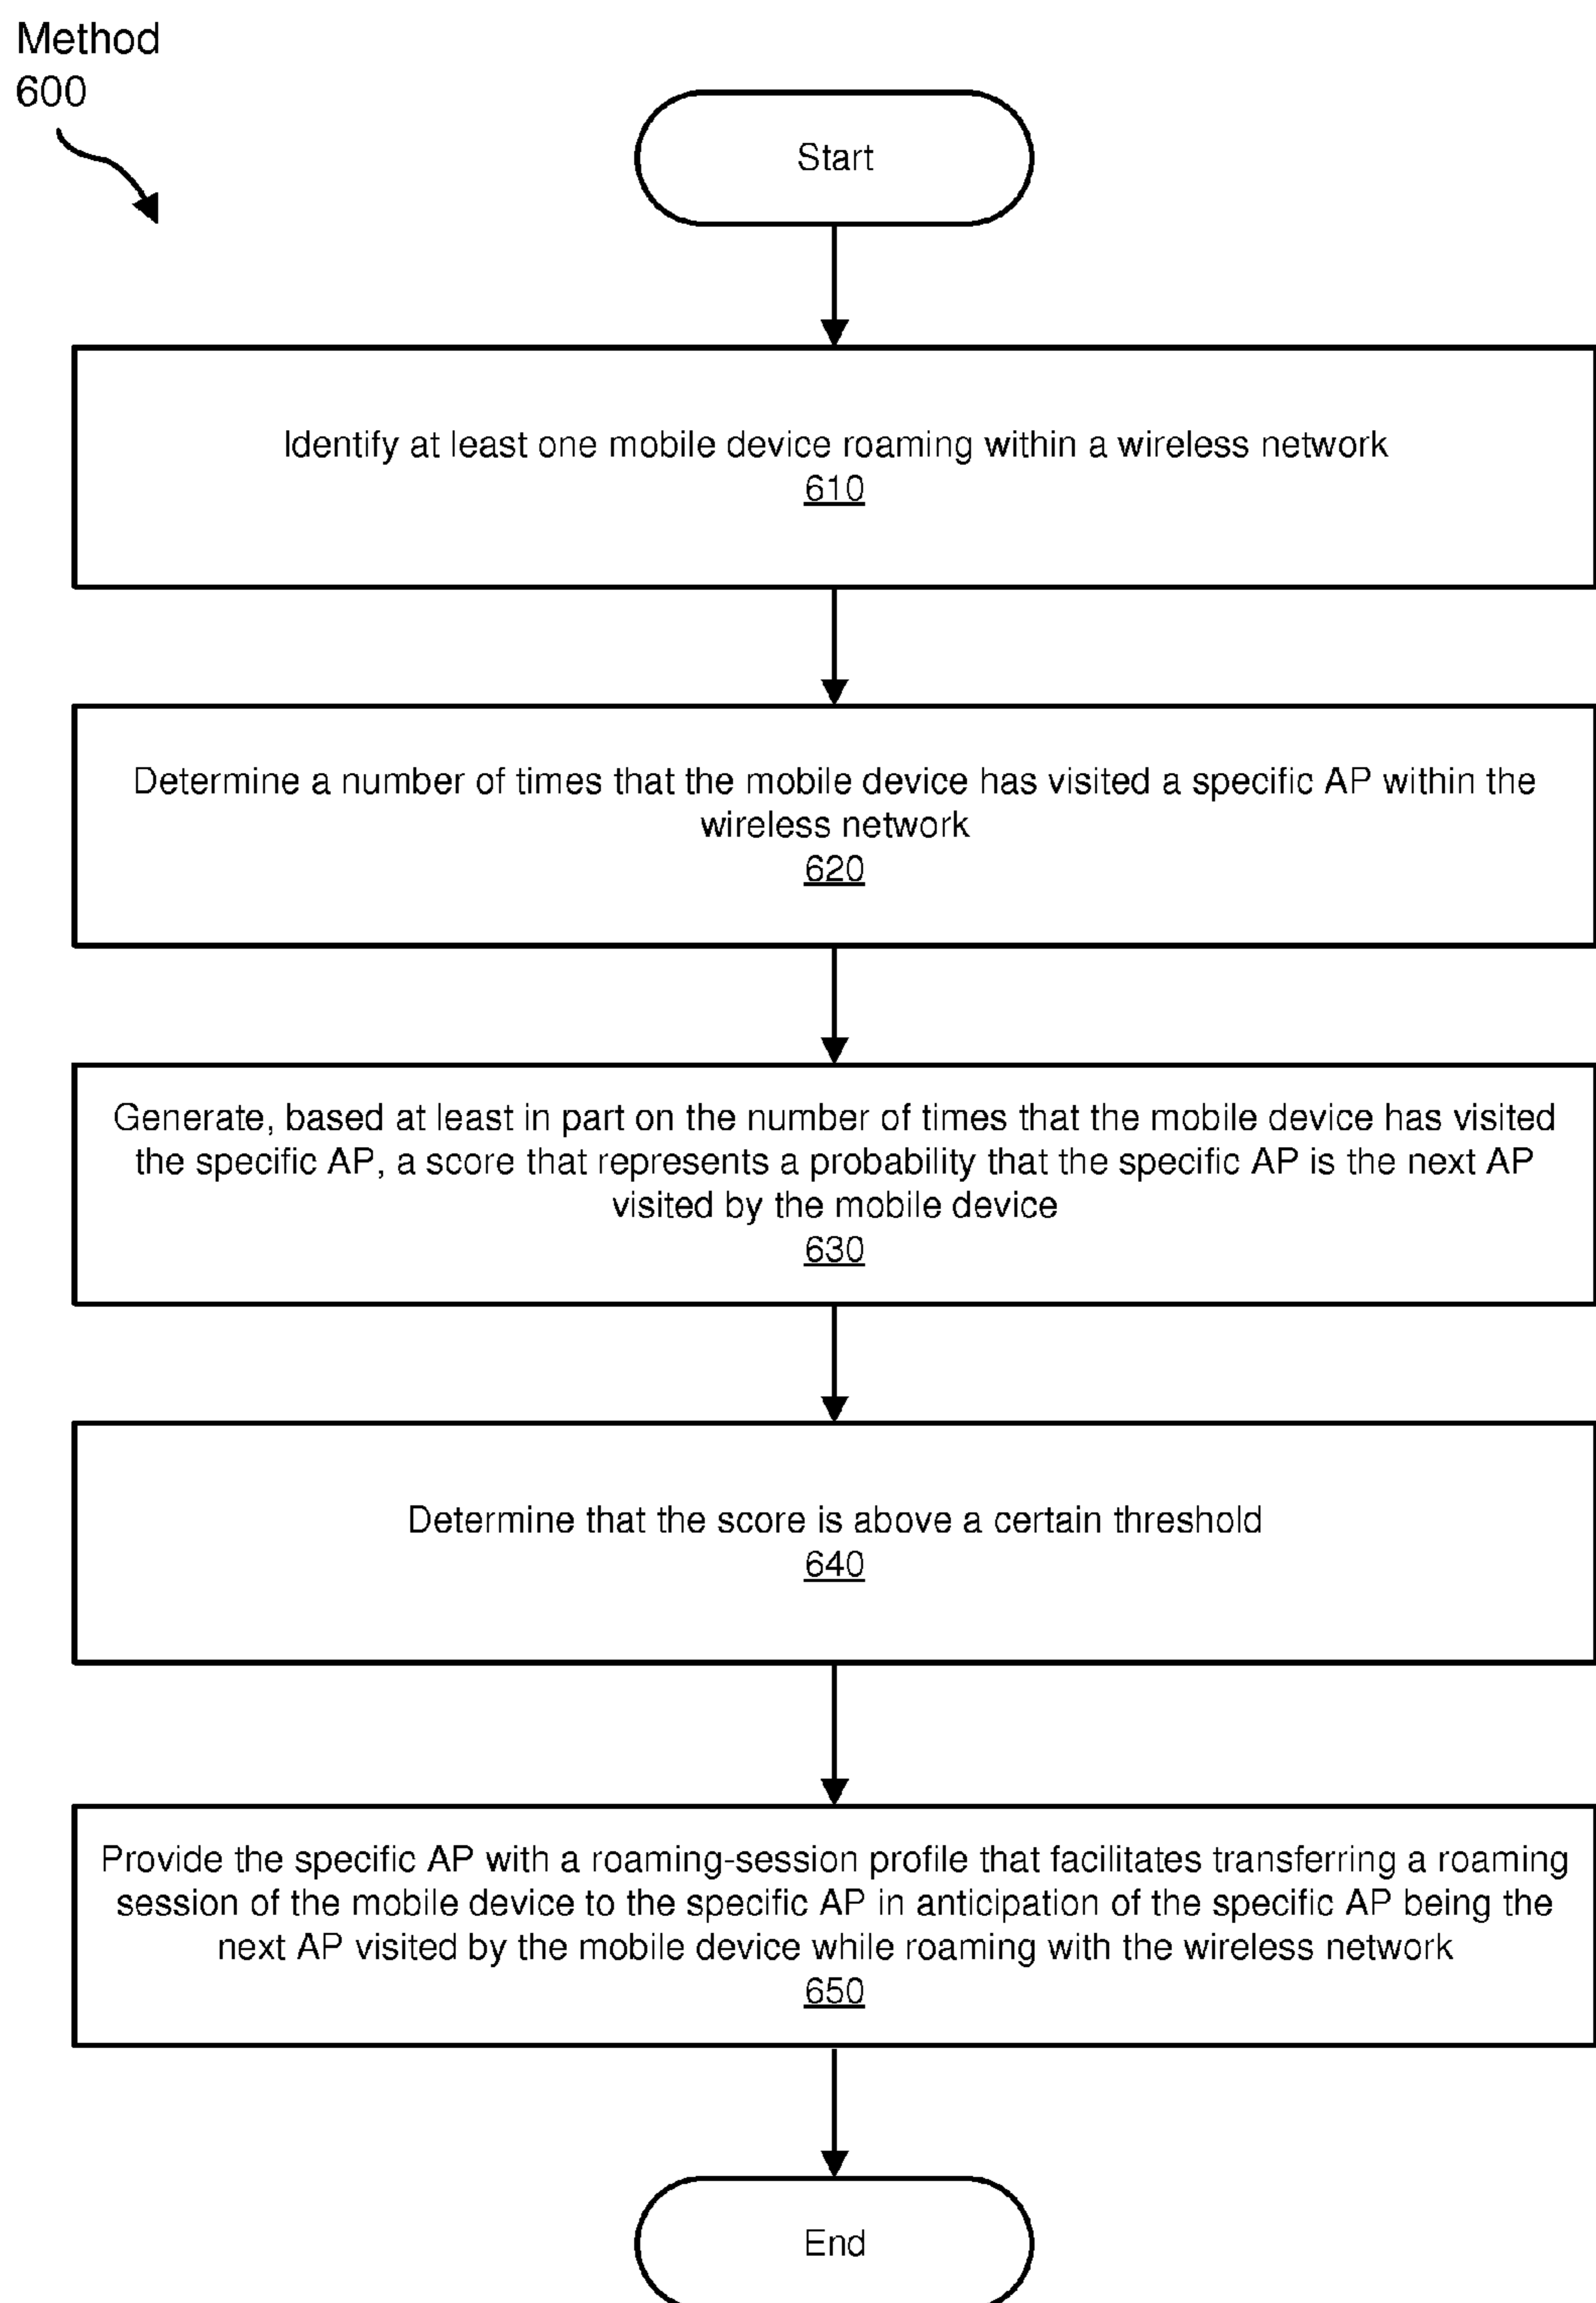 Method
600
Start
Identify at least one mobile device roaming within a wireless network
610
Determine a number of times that the mobile device has visited a specific AP within the
wireless network
620
Generate, based at least in part on the number of times that the mobile device has visited
the specific AP, a score that represents a probability that the specific AP is the next AP
visited by the mobile device
630
Determine that the score is above a certain threshold
640
Provide the specific AP with a roaming-session profile that facilitates transferring a roaming
session of the mobile device to the specific AP in anticipation of the specific AP being the
next AP visited by the mobile device while roaming with the wireless network
650
End